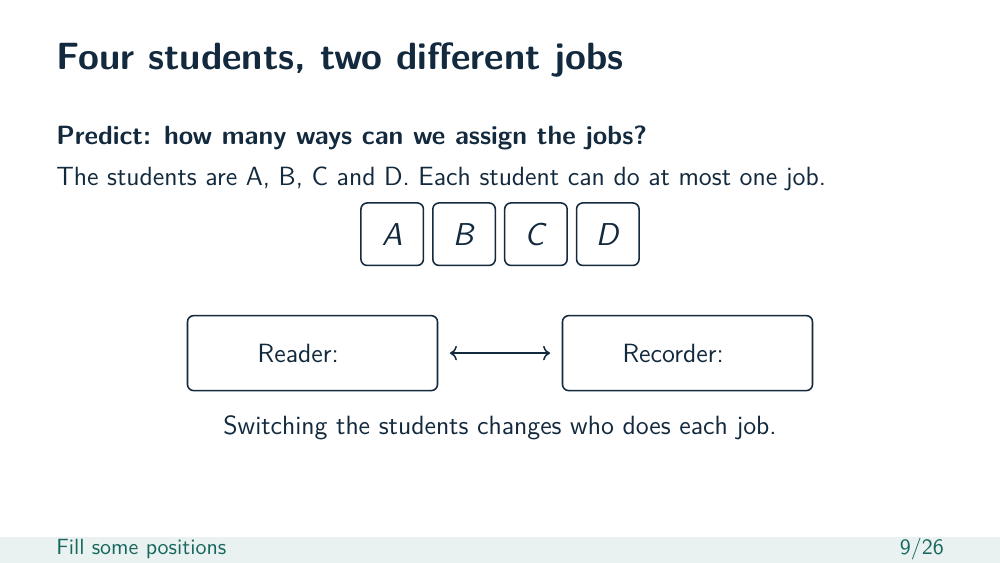 Four students, two different jobs
Predict: how many ways can we assign the jobs?
The students are A, B, C and D. Each student can do at most one job.
A B C D
Reader: Recorder:
Switching the students changes who does each job.
Fill some positions 9/26